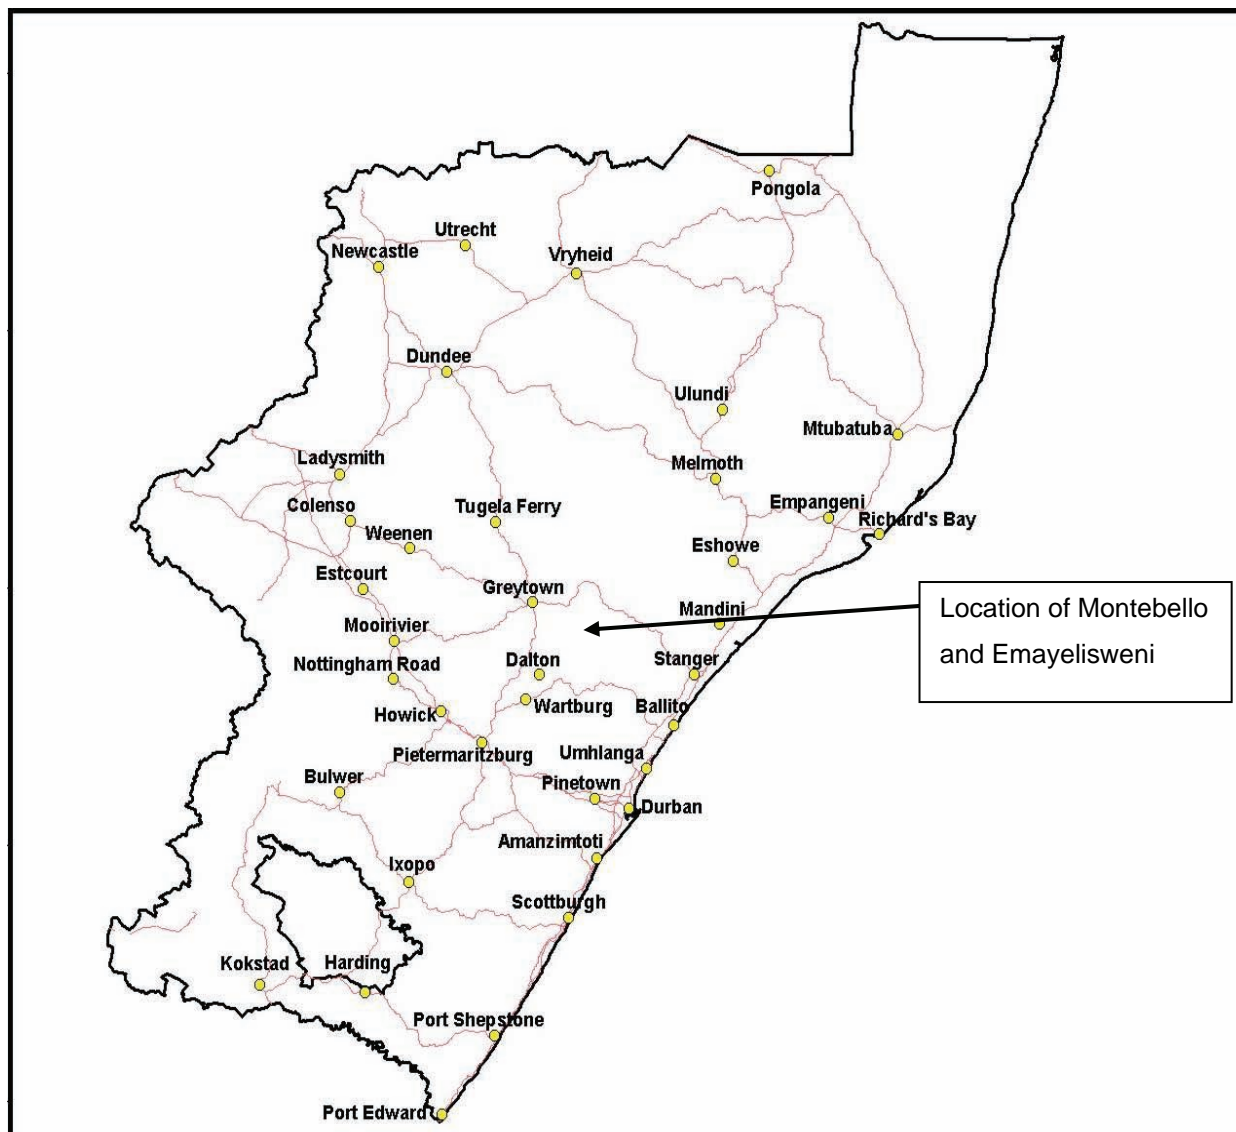 Pongola
Utrecht
Newcastle
Vryheid
Dundee
Ulundi
Mtubatuba
Ladysmith
Melmoth
Colenso
Tugela Ferry
Empangeni
Richard's Bay
Weenen
Eshowe
Estcourt
Greytown
Mandini
Location of Montebello
and Emayelisweni
Mooirivier
Nottingham Road
Dalton
Stanger
Howick
Wartburg
Ballito
Pietermaritzburg
Umhlanga
Bulwer
Pinetown
Durban
Amanzimtoti
Ixopo
Scottburgh
Kokstad
Harding
Port Shepstone
Port Edward